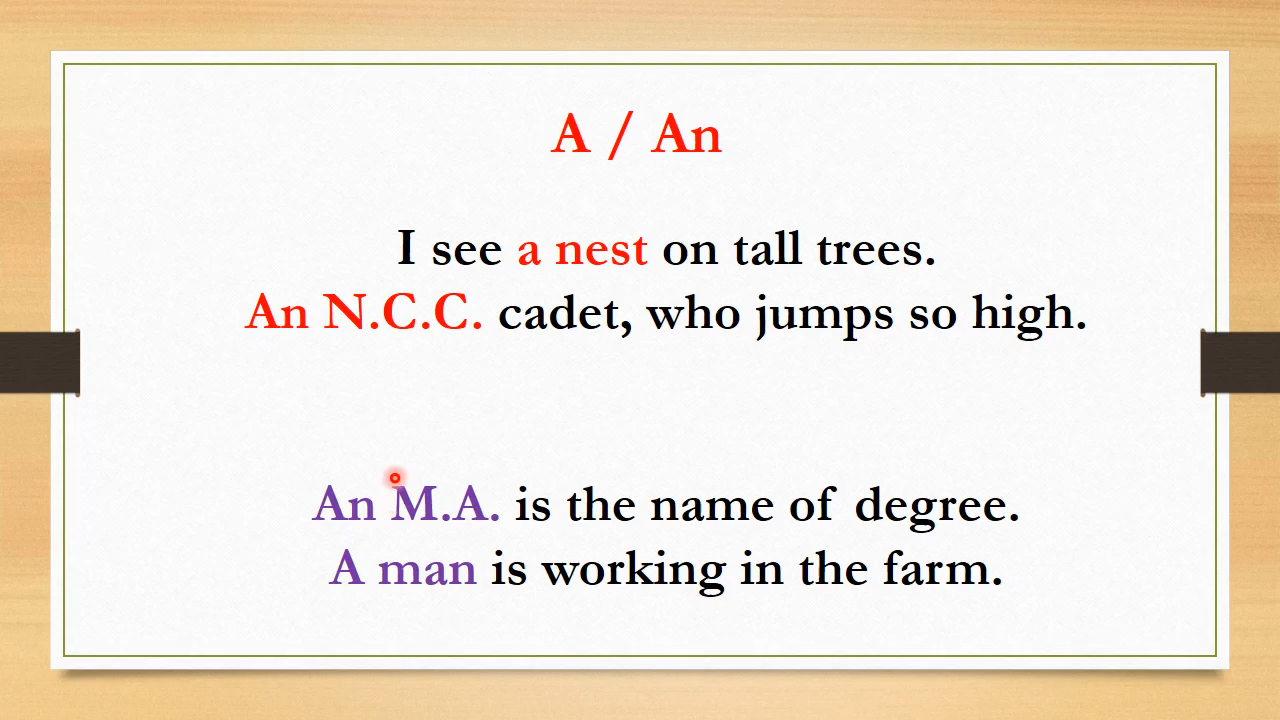 A / An
I see a nest on tall trees.
An N.C.C. cadet, who jumps so high.
An M.A. is the name of degree.
A man is working in the farm.